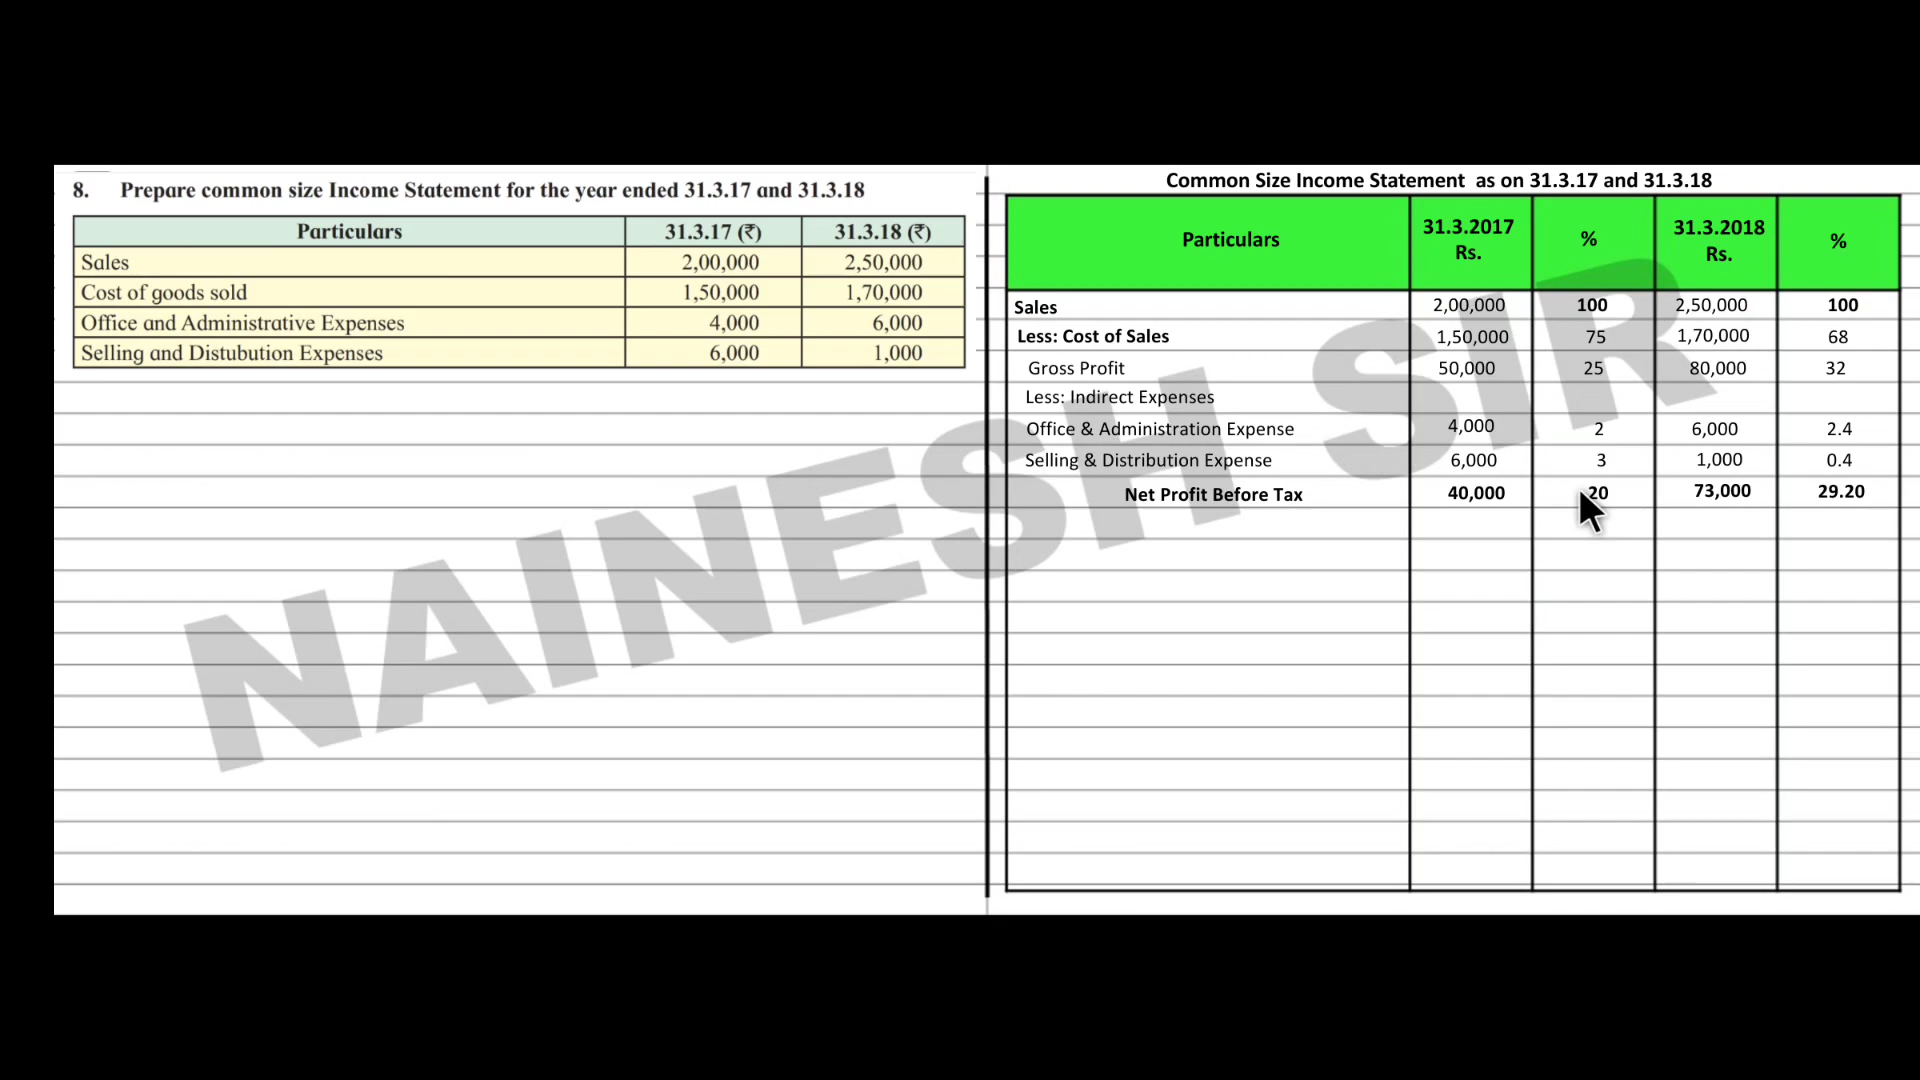 8. Prepare common size Income Statement for the year ended 31.3.17 and 31.3.18
Particulars 31.3.17 (₹) 31.3.18 (₹)
Sales 2,00,000 2,50,000
Cost of goods sold 1,50,000 1,70,000
Office and Administrative Expenses 4,000 6,000
Selling and Distubution Expenses 6,000 1,000
Common Size Income Statement as on 31.3.17 and 31.3.18
Particulars 31.3.2017 Rs. % 31.3.2018 Rs. %
Sales 2,00,000 100 2,50,000 100
Less: Cost of Sales 1,50,000 75 1,70,000 68
Gross Profit 50,000 25 80,000 32
Less: Indirect Expenses
Office & Administration Expense 4,000 2 6,000 2.4
Selling & Distribution Expense 6,000 3 1,000 0.4
Net Profit Before Tax 40,000 20 73,000 29.20
NAINESH SIR